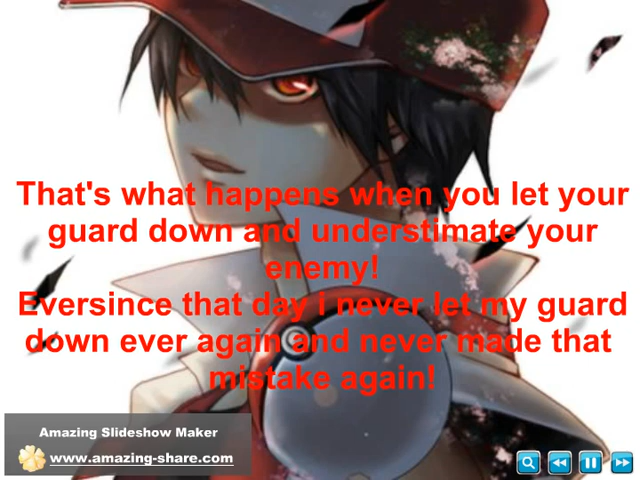 That's what happens when you let your
guard down and understimate your
enemy!
Eversince that day i never let my guard
down ever again and never made that
mistake again!
Amazing Slideshow Maker
www.amazing-share.com